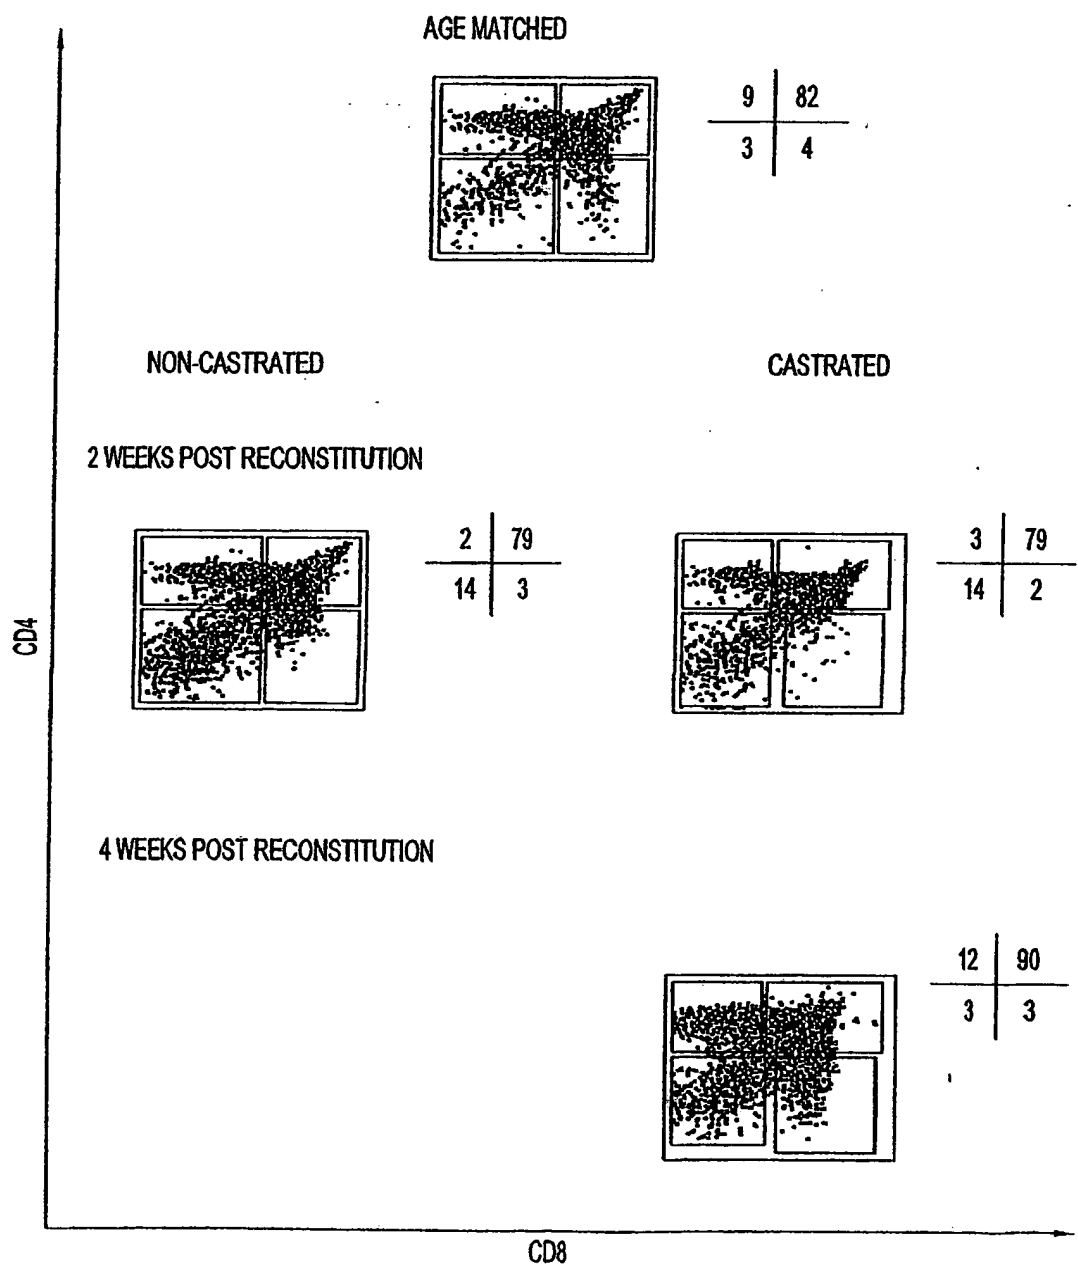 AGE MATCHED
9 82
3 4
NON-CASTRATED
CASTRATED
2 WEEKS POST RECONSTITUTION
2 79
14 3
3 79
14 2
CD4
4 WEEKS POST RECONSTITUTION
12 90
3 3
CD8